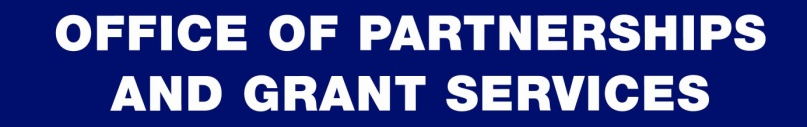 OFFICE OF PARTNERSHIPS
AND GRANT SERVICES